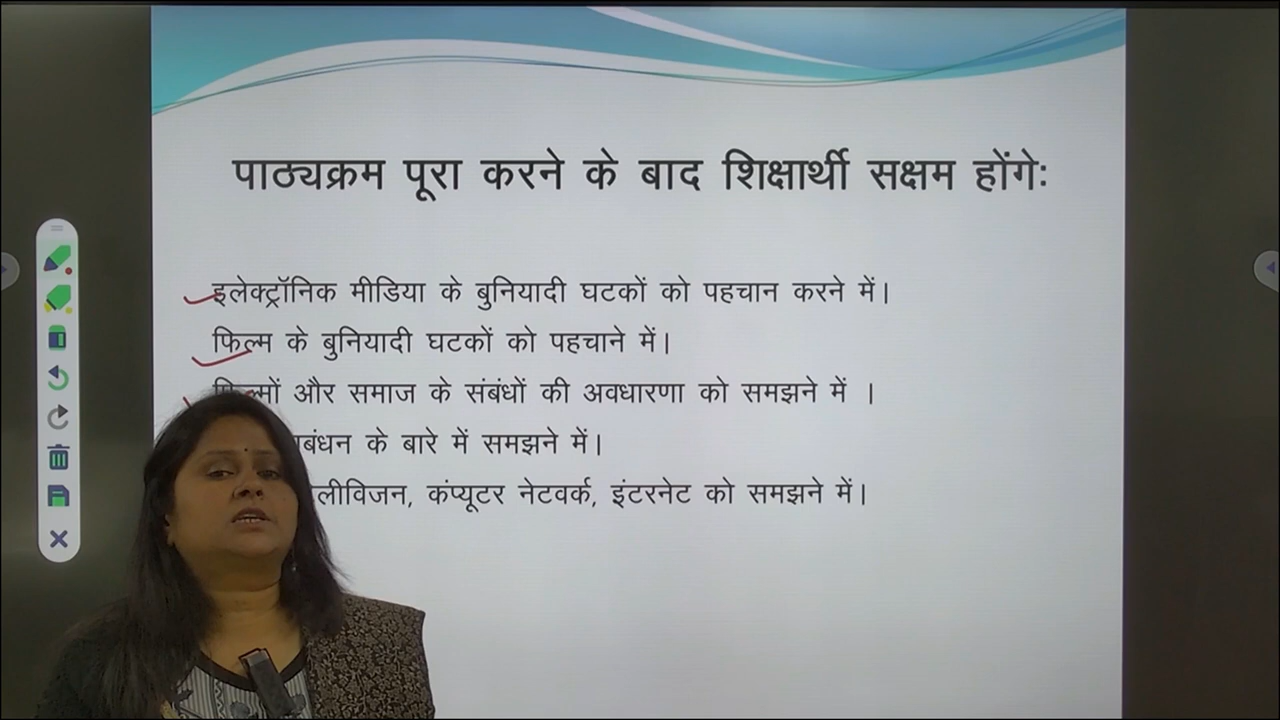 पाठ्यक्रम पूरा करने के बाद शिक्षार्थी सक्षम होंगेः
इलेक्ट्रॉनिक मीडिया के बुनियादी घटकों को पहचान करने में।
फिल्म के बुनियादी घटकों को पहचाने में।
फिल्मों और समाज के संबंधों की अवधारणा को समझने में ।
के बारे में समझने में।
कंप्यूटर नेटवर्क, इंटरनेट को समझने में।